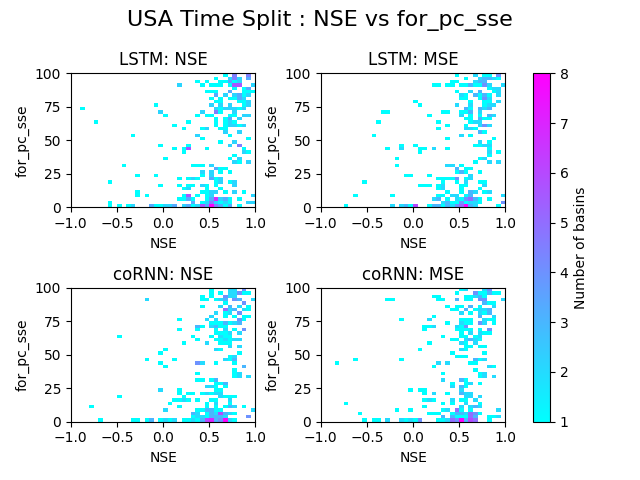 USA Time Split : NSE vs for_pc_sse
LSTM: NSE
LSTM: MSE
100
75
50
25
0
for_pc_sse
−1.0 −0.5 0.0 0.5 1.0
NSE
100
75
50
25
0
for_pc_sse
−1.0 −0.5 0.0 0.5 1.0
NSE
coRNN: NSE
coRNN: MSE
100
75
50
25
0
for_pc_sse
−1.0 −0.5 0.0 0.5 1.0
NSE
100
75
50
25
0
for_pc_sse
−1.0 −0.5 0.0 0.5 1.0
NSE
8
7
6
5
4
3
2
1
Number of basins